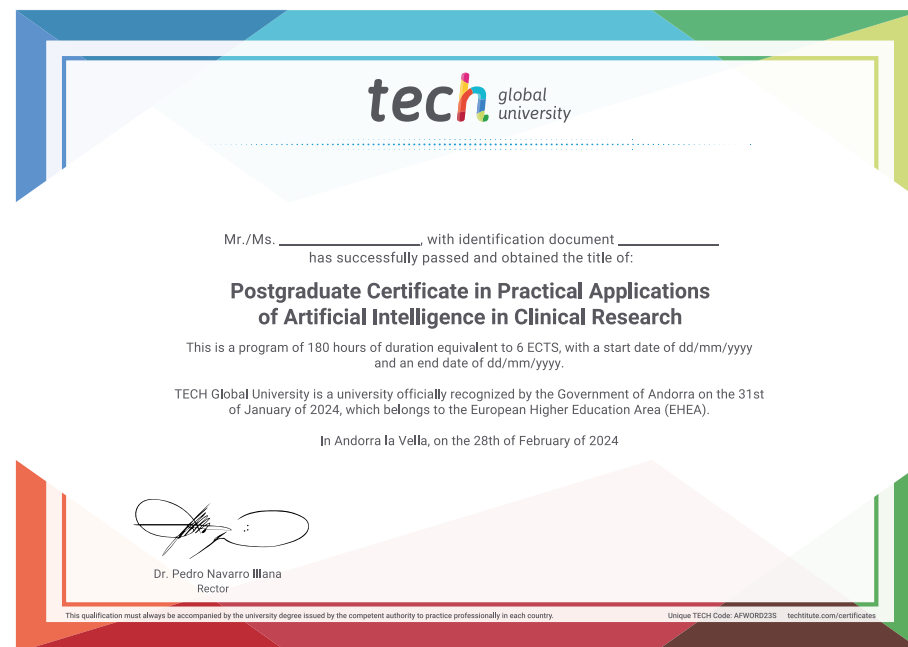 tech global university
Mr./Ms. ____________________, with identification document ______________
has successfully passed and obtained the title of:
Postgraduate Certificate in Practical Applications
of Artificial Intelligence in Clinical Research
This is a program of 180 hours of duration equivalent to 6 ECTS, with a start date of dd/mm/yyyy
and an end date of dd/mm/yyyy.
TECH Global University is a university officially recognized by the Government of Andorra on the 31st
of January of 2024, which belongs to the European Higher Education Area (EHEA).
In Andorra la Vella, on the 28th of February of 2024
Dr. Pedro Navarro Illana
Rector
This qualification must always be accompanied by the university degree issued by the competent authority to practice professionally in each country.
Unique TECH Code: AFWORD23S techtitute.com/certificates